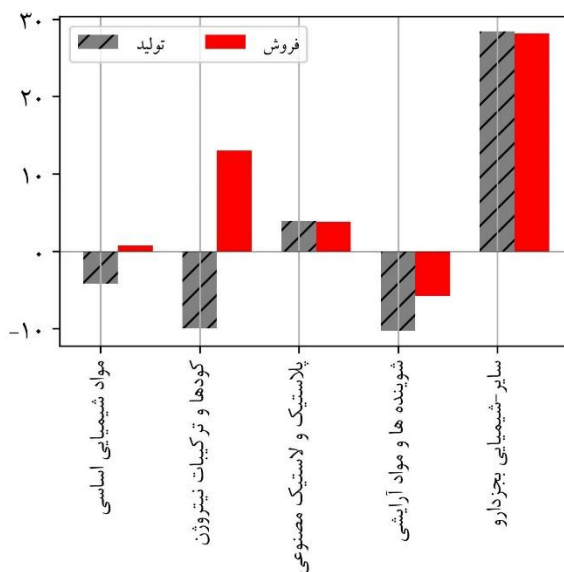 تولید
فروش
۳۰
۲۰
۱۰
۰
-۱۰
مواد شیمیایی اساسی
کودها و ترکیبات نیتروژن
پلاستیک و لاستیک مصنوعی
شوینده ها و مواد آرایشی
سایر-شیمیایی بجزدارو